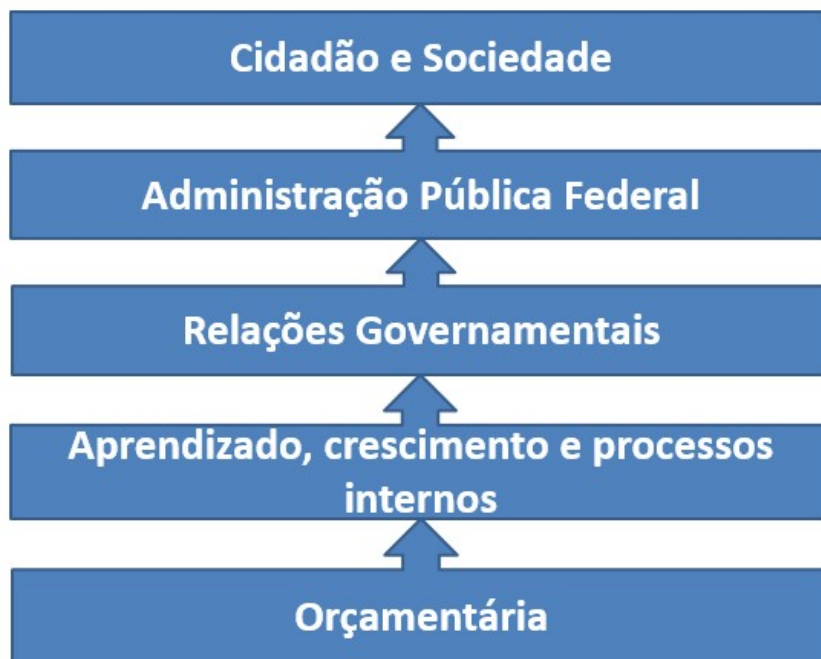 Cidadão e Sociedade
Administração Pública Federal
Relações Governamentais
Aprendizado, crescimento e processos
internos
Orçamentária